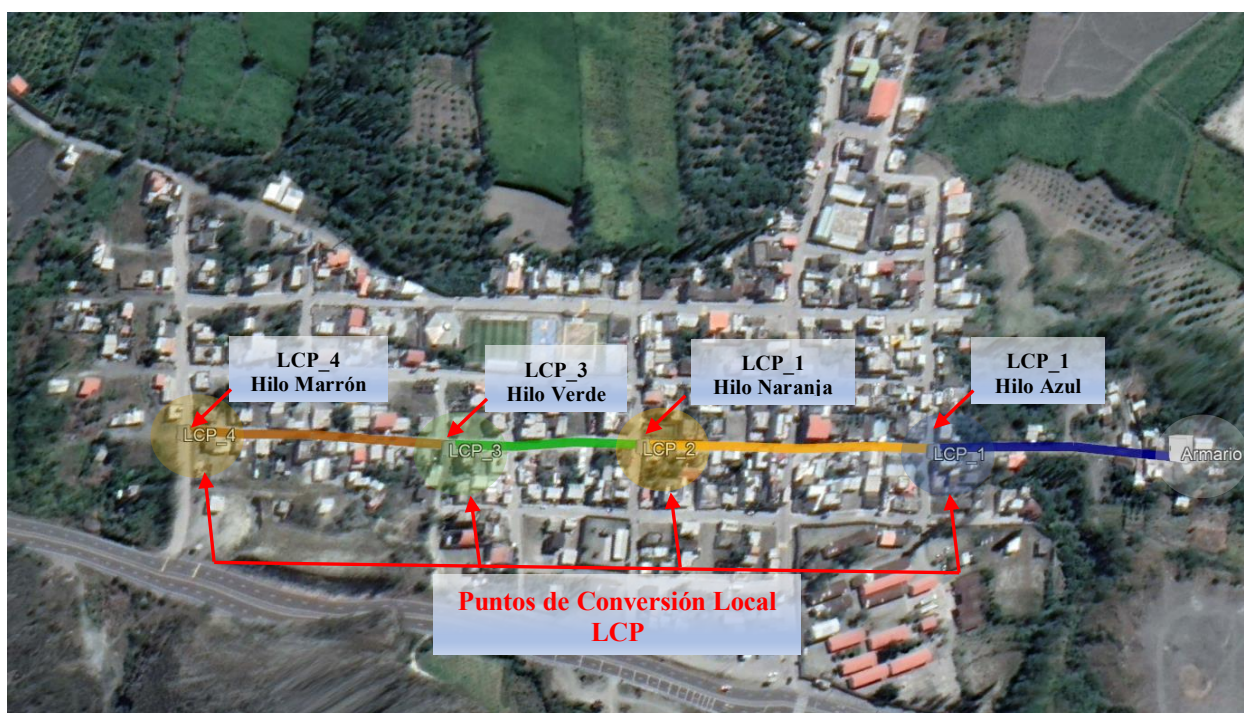 LCP_4
Hilo Marrón
LCP_3
Hilo Verde
LCP_1
Hilo Naranja
LCP_1
Hilo Azul
LCP_4
LCP_3
LCP_2
LCP_1
Armario
Puntos de Conversión Local
LCP